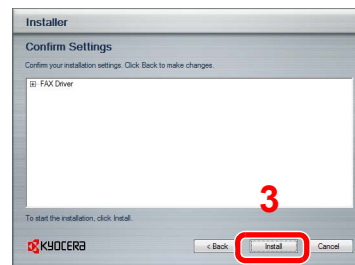 Installer
Confirm Settings
Confirm your installation settings. Click Back to make changes.
FAX Driver
3
To start the installation, click Install.
KYOCERA
< Back Install Cancel